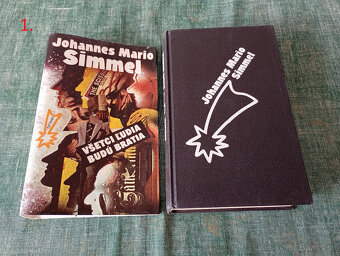 1.
Johannes Mario
Simmel
VŠETCI ĽUDIA
BUDÚ BRATIA
Johannes Mario
Simmel